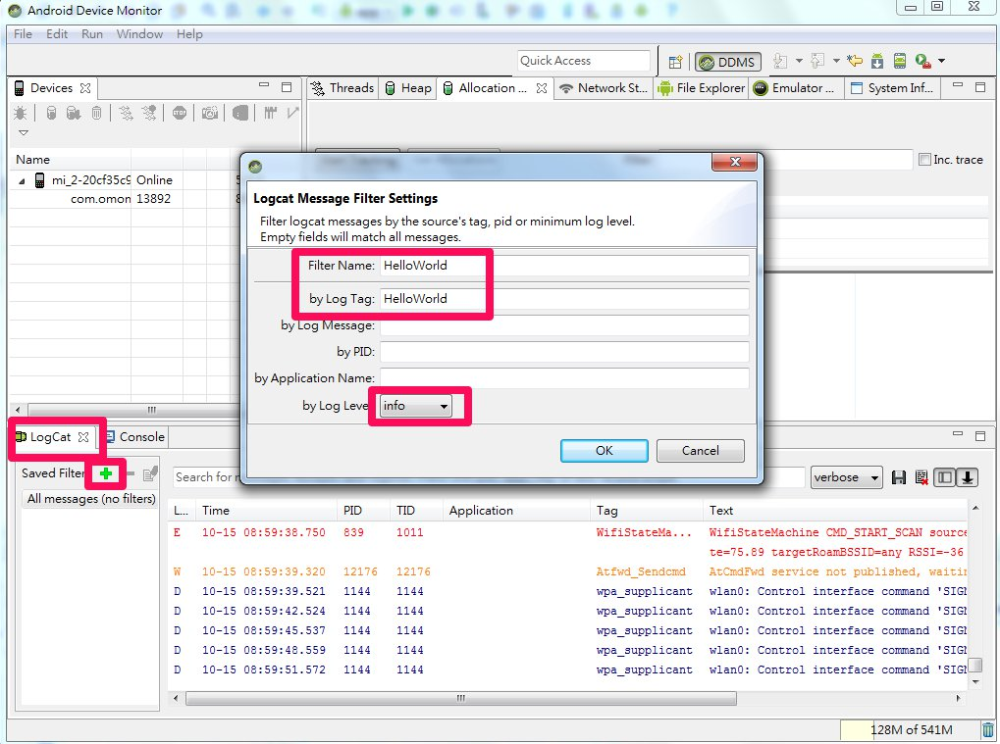 Android Device Monitor
File Edit Run Window Help
Quick Access
DDMS
Devices
Threads Heap Allocation ... Network St... File Explorer Emulator ... System Inf...
Name
Inc. trace
mi_2-20cf35c9 Online
com.omon 13892
Logcat Message Filter Settings
Filter logcat messages by the source's tag, pid or minimum log level.
Empty fields will match all messages.
Filter Name: HelloWorld
by Log Tag: HelloWorld
by Log Message:
by PID:
by Application Name:
by Log Leve info
OK Cancel
LogCat Console
Saved Filter
Search for
verbose
All messages (no filters)
L... Time PID TID Application Tag Text
E 10-15 08:59:38.750 839 1011 WifiStateMa... WifiStateMachine CMD_START_SCAN source
te=75.89 targetRoamBSSID=any RSSI=-36
W 10-15 08:59:39.320 12176 12176 Atfwd_Sendcmd AtCmdFwd service not published, waitin
D 10-15 08:59:39.521 1144 1144 wpa_supplicant wlan0: Control interface command 'SIGN
D 10-15 08:59:42.524 1144 1144 wpa_supplicant wlan0: Control interface command 'SIGN
D 10-15 08:59:45.537 1144 1144 wpa_supplicant wlan0: Control interface command 'SIGN
D 10-15 08:59:48.559 1144 1144 wpa_supplicant wlan0: Control interface command 'SIGN
D 10-15 08:59:51.572 1144 1144 wpa_supplicant wlan0: Control interface command 'SIGN
128M of 541M